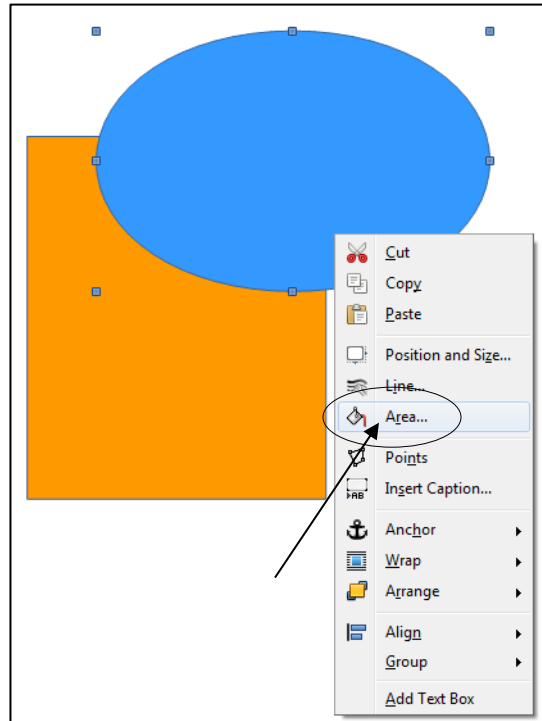 Cut
Copy
Paste
Position and Size...
Line...
Area...
Points
Insert Caption...
Anchor
Wrap
Arrange
Align
Group
Add Text Box